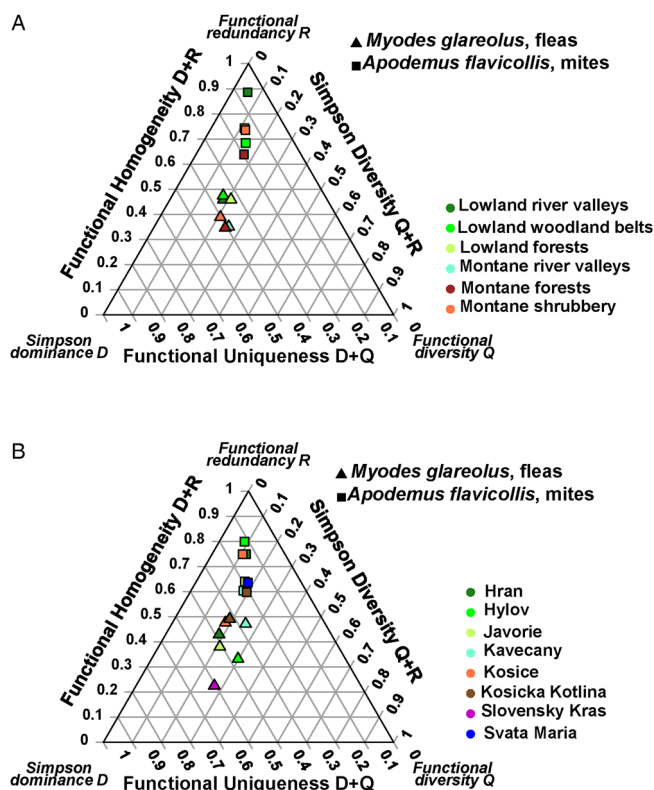 A
Functional
redundancy R
Myodes glareolus, fleas
Apodemus flavicollis, mites
Functional Homogeneity D+R
Simpson Diversity Q+R
1
0.9
0.8
0.7
0.6
0.5
0.4
0.3
0.2
0.1
0
0
0.1
0.2
0.3
0.4
0.5
0.6
0.7
0.8
0.9
1
Lowland river valleys
Lowland woodland belts
Lowland forests
Montane river valleys
Montane forests
Montane shrubbery
1 0.9 0.8 0.7 0.6 0.5 0.4 0.3 0.2 0.1 0
Simpson
dominance D
Functional Uniqueness D+Q
Functional
diversity Q
B
Functional
redundancy R
Myodes glareolus, fleas
Apodemus flavicollis, mites
Functional Homogeneity D+R
Simpson Diversity Q+R
1
0.9
0.8
0.7
0.6
0.5
0.4
0.3
0.2
0.1
0
0
0.1
0.2
0.3
0.4
0.5
0.6
0.7
0.8
0.9
1
Hran
Hylov
Javorie
Kavecany
Kosice
Kosicka Kotlina
Slovensky Kras
Svata Maria
1 0.9 0.8 0.7 0.6 0.5 0.4 0.3 0.2 0.1 0
Simpson
dominance D
Functional Uniqueness D+Q
Functional
diversity Q